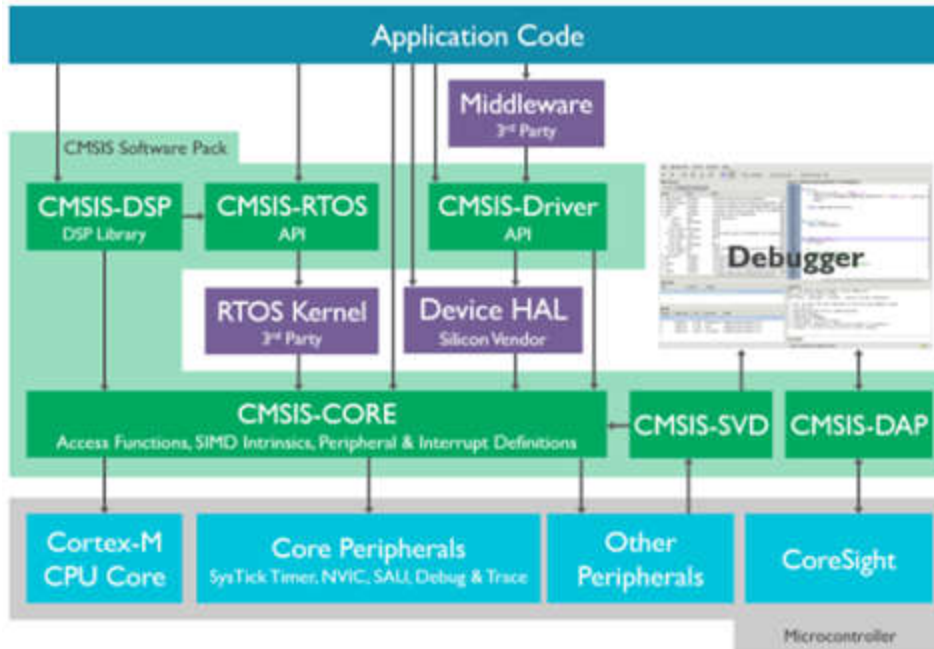 Application Code
Middleware
3rd Party
CMSIS Software Pack
CMSIS-DSP
DSP Library
CMSIS-RTOS
API
CMSIS-Driver
API
Debugger
RTOS Kernel
3rd Party
Device HAL
Silicon Vendor
CMSIS-CORE
Access Functions, SIMD Intrinsics, Peripheral & Interrupt Definitions
CMSIS-SVD
CMSIS-DAP
Cortex-M
CPU Core
Core Peripherals
SysTick Timer, NVIC, SAU, Debug & Trace
Other
Peripherals
CoreSight
Microcontroller